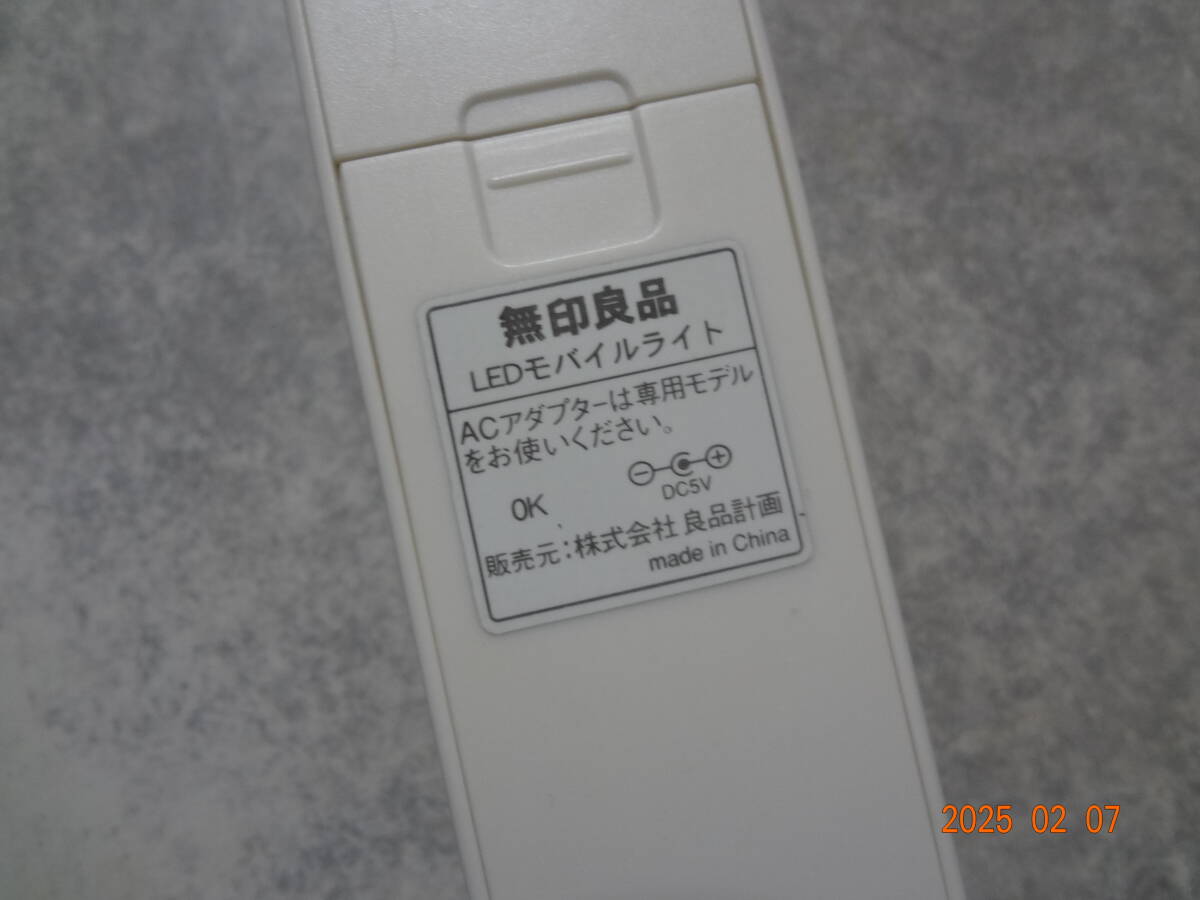 無印良品
LEDモバイルライト
ACアダプターは専用モデル
をお使いください。
OK
DC5V
販売元:株式会社 良品計画
made in China
2025 02 07